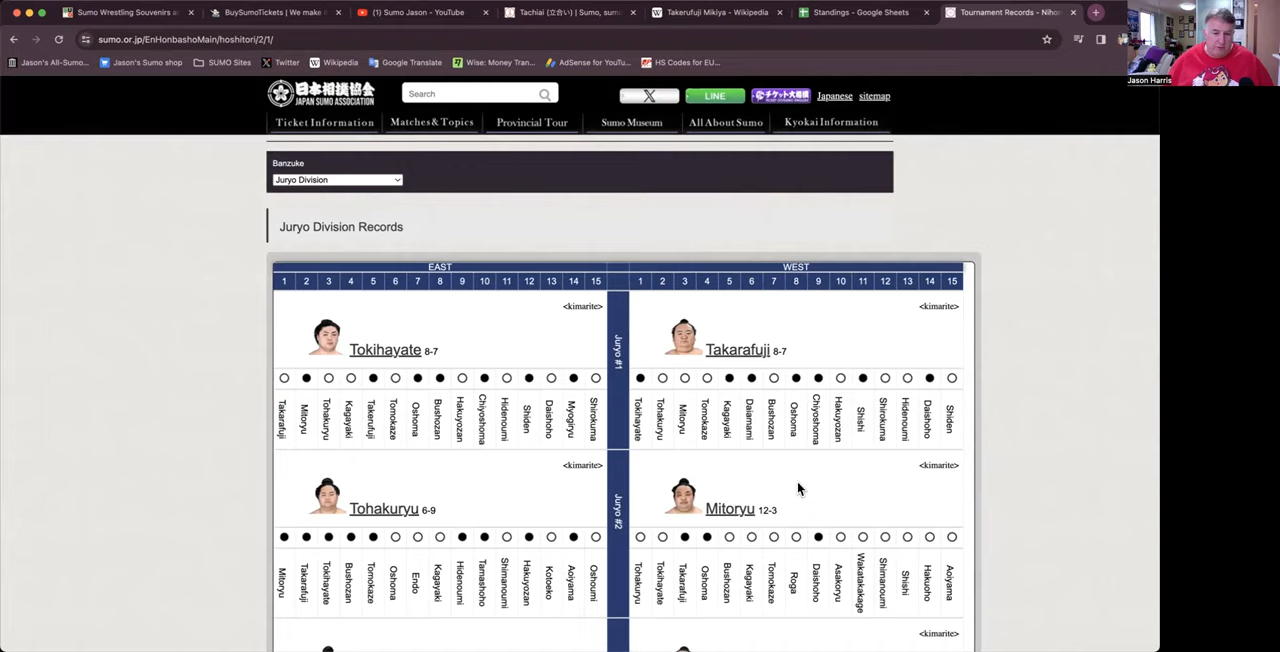 Sumo Wrestling Souvenirs a
BuySumoTickets | We make i
(1) Sumo Jason - YouTube
Tachiai (立合い) | Sumo, sum
Takerufuji Mikiya - Wikipedia
Standings - Google Sheets
Tournament Records - Niho
sumo.or.jp/EnHonbashoMain/hoshitori/2/1/
Jason's All-Sumo...
Jason's Sumo shop
SUMO Sites
Twitter
Wikipedia
Google Translate
Wise: Money Tran...
AdSense for YouTu...
HS Codes for EU...
Jason Harris
日本相撲協会
JAPAN SUMO ASSOCIATION
Search
X
LINE
チケット大相撲
Japanese
sitemap
Ticket Information
Matches & Topics
Provincial Tour
Sumo Museum
All About Sumo
Kyokai Information
Banzuke
Juryo Division
Juryo Division Records
EAST WEST
1 2 3 4 5 6 7 8 9 10 11 12 13 14 15 1 2 3 4 5 6 7 8 9 10 11 12 13 14 15
<kimarite>
Tokihayate 8-7
Takarafuji Mitoryu Tohakuryu Kagayaki Takerufuji Tomokaze Oshoma Bushozan Hakuyozan Chiyoshoma Hidenoumi Shiden Daishoho Myogiryu Shirokuma
Juryo #1
<kimarite>
Takarafuji 8-7
Tokihayate Tohakuryu Mitoryu Tomokaze Kagayaki Daiamami Bushozan Oshoma Chiyoshoma Hakuyozan Shishi Shirokuma Hidenoumi Daishoho Shiden
<kimarite>
Tohakuryu 6-9
Mitoryu Takarafuji Tokihayate Bushozan Tomokaze Oshoma Endo Kagayaki Hidenoumi Tamashoho Shimanoumi Hakuyozan Kotoeko Aoiyama Oshoumi
Juryo #2
<kimarite>
Mitoryu 12-3
Tohakuryu Tokihayate Takarafuji Oshoma Bushozan Kagayaki Tomokaze Roga Daishoho Asakoryu Wakatakakage Shimanoumi Shishi Hakuoho Aoiyama
<kimarite>